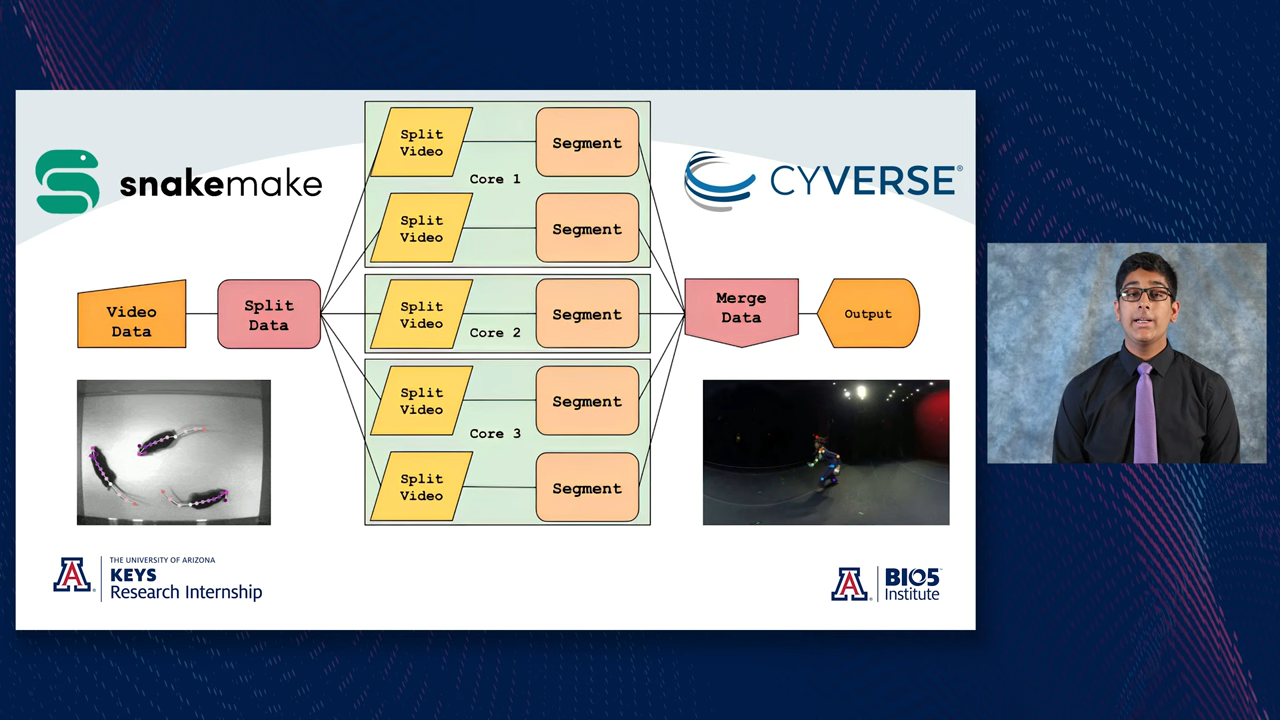 snakemake
CYVERSE®
Split
Video
Segment
Core 1
Split
Video
Segment
Video
Data
Split
Data
Split
Video
Segment
Core 2
Merge
Data
Output
Split
Video
Segment
Core 3
Split
Video
Segment
A
THE UNIVERSITY OF ARIZONA
KEYS
Research Internship
A
BIO5
Institute